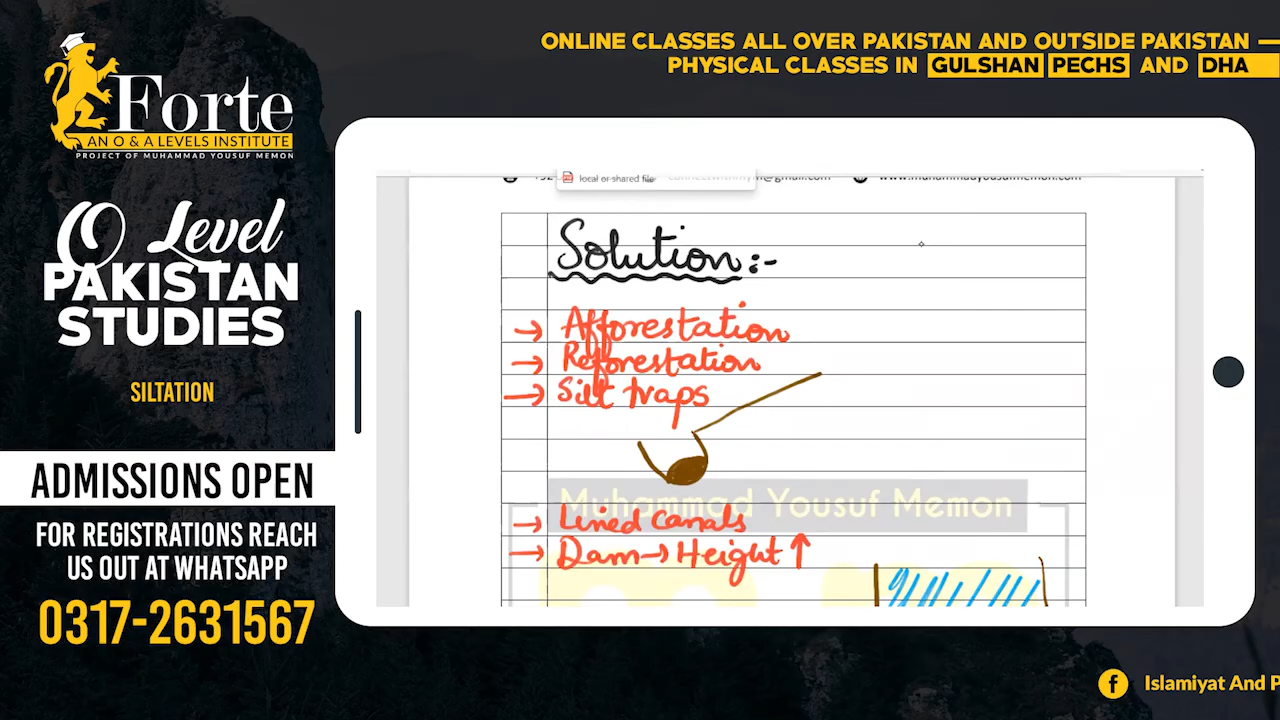 Forte
AN O & A LEVELS INSTITUTE
PROJECT OF MUHAMMAD YOUSUF MEMON
O Level
PAKISTAN
STUDIES
SILTATION
ADMISSIONS OPEN
FOR REGISTRATIONS REACH
US OUT AT WHATSAPP
0317-2631567
ONLINE CLASSES ALL OVER PAKISTAN AND OUTSIDE PAKISTAN
PHYSICAL CLASSES IN GULSHAN PECHS AND DHA
local or shared file
Solution:-
→ Afforestation
→ Reforestation
→ Silt traps
Muhammad Yousuf Memon
→ Lined canals
→ Dam → Height ↑
Islamiyat And P